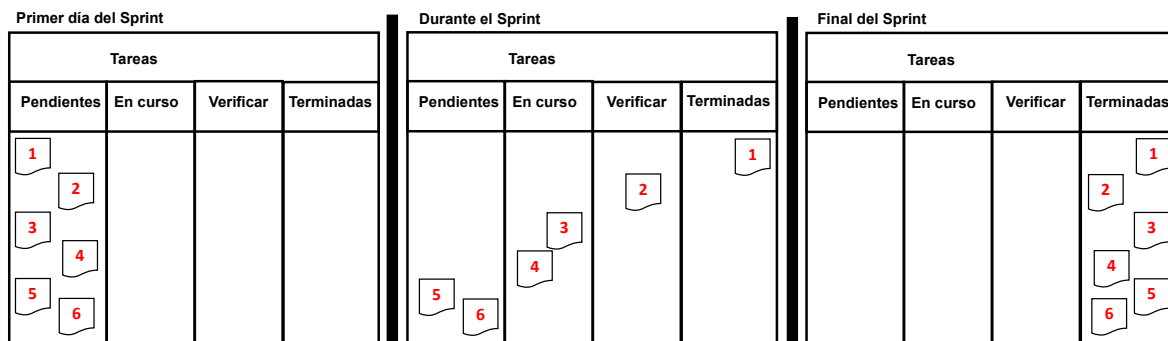 Primer día del Sprint
Tareas
Pendientes En curso Verificar Terminadas
1
2
3
4
5
6
Durante el Sprint
Tareas
Pendientes En curso Verificar Terminadas
1
2
3
4
5
6
Final del Sprint
Tareas
Pendientes En curso Verificar Terminadas
1
2
3
4
5
6